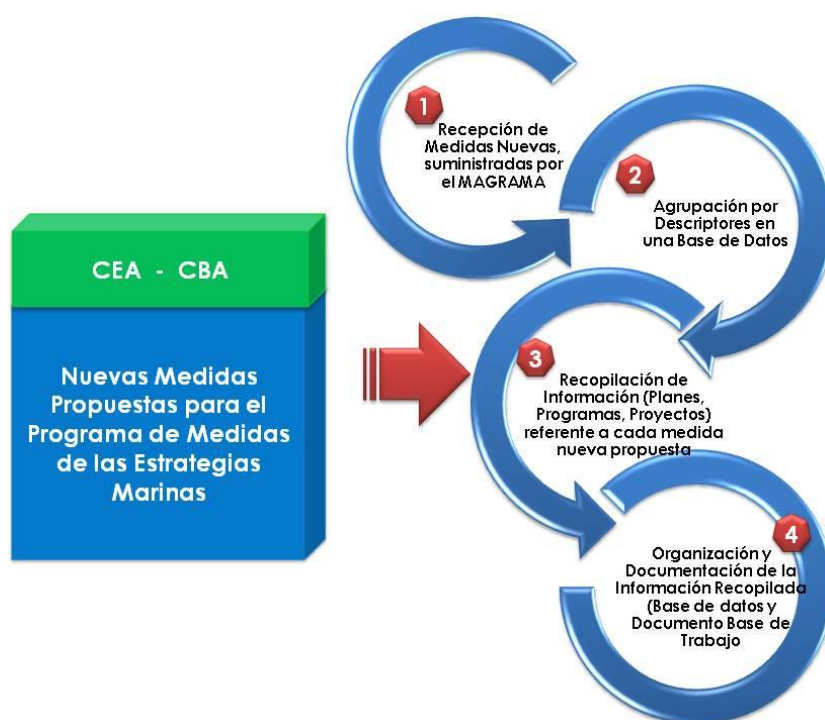 CEA - CBA
Nuevas Medidas
Propuestas para el
Programa de Medidas
de las Estrategias
Marinas
1
Recepción de
Medidas Nuevas,
suministradas por
el MAGRAMA
2
Agrupación por
Descriptores en
una Base de Datos
3
Recopilación de
Información (Planes,
Programas, Proyectos)
referente a cada medida
nueva propuesta
4
Organización y
Documentación de la
Información Recopilada
(Base de datos y
Documento Base de
Trabajo